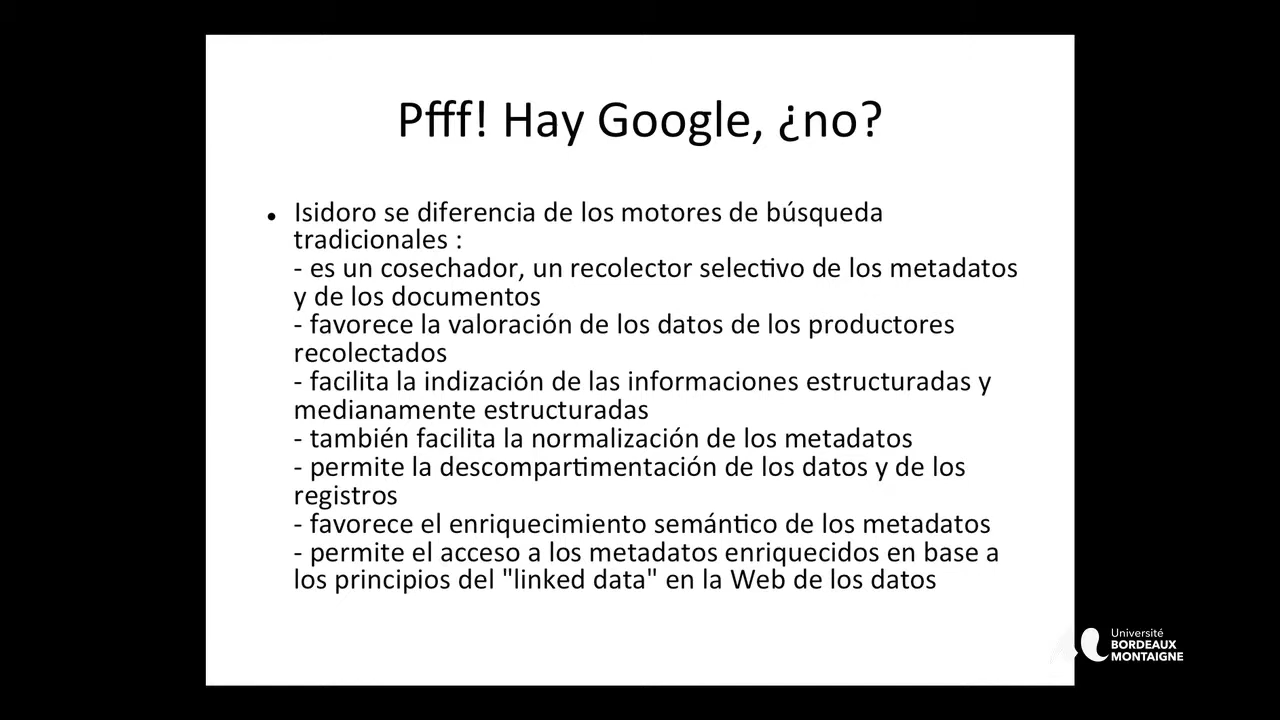 Pfff! Hay Google, ¿no?
• Isidoro se diferencia de los motores de búsqueda
tradicionales :
- es un cosechador, un recolector selectivo de los metadatos
y de los documentos
- favorece la valoración de los datos de los productores
recolectados
- facilita la indización de las informaciones estructuradas y
medianamente estructuradas
- también facilita la normalización de los metadatos
- permite la descompartimentación de los datos y de los
registros
- favorece el enriquecimiento semántico de los metadatos
- permite el acceso a los metadatos enriquecidos en base a
los principios del "linked data" en la Web de los datos
Université
BORDEAUX
MONTAIGNE